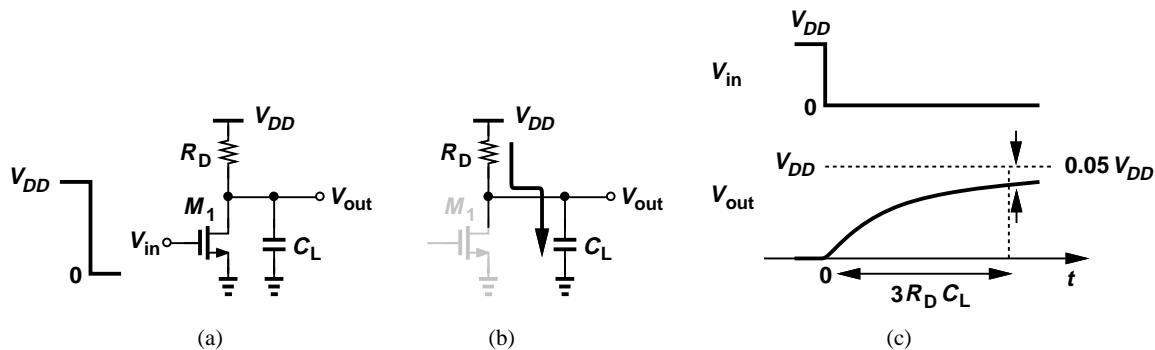 V_DD
R_D
V_DD
M_1
V_out
V_in
C_L
0
(a)
V_DD
R_D
M_1
V_out
C_L
(b)
V_DD
V_in
0
V_DD
0.05 V_DD
V_out
0
3 R_D C_L
t
(c)